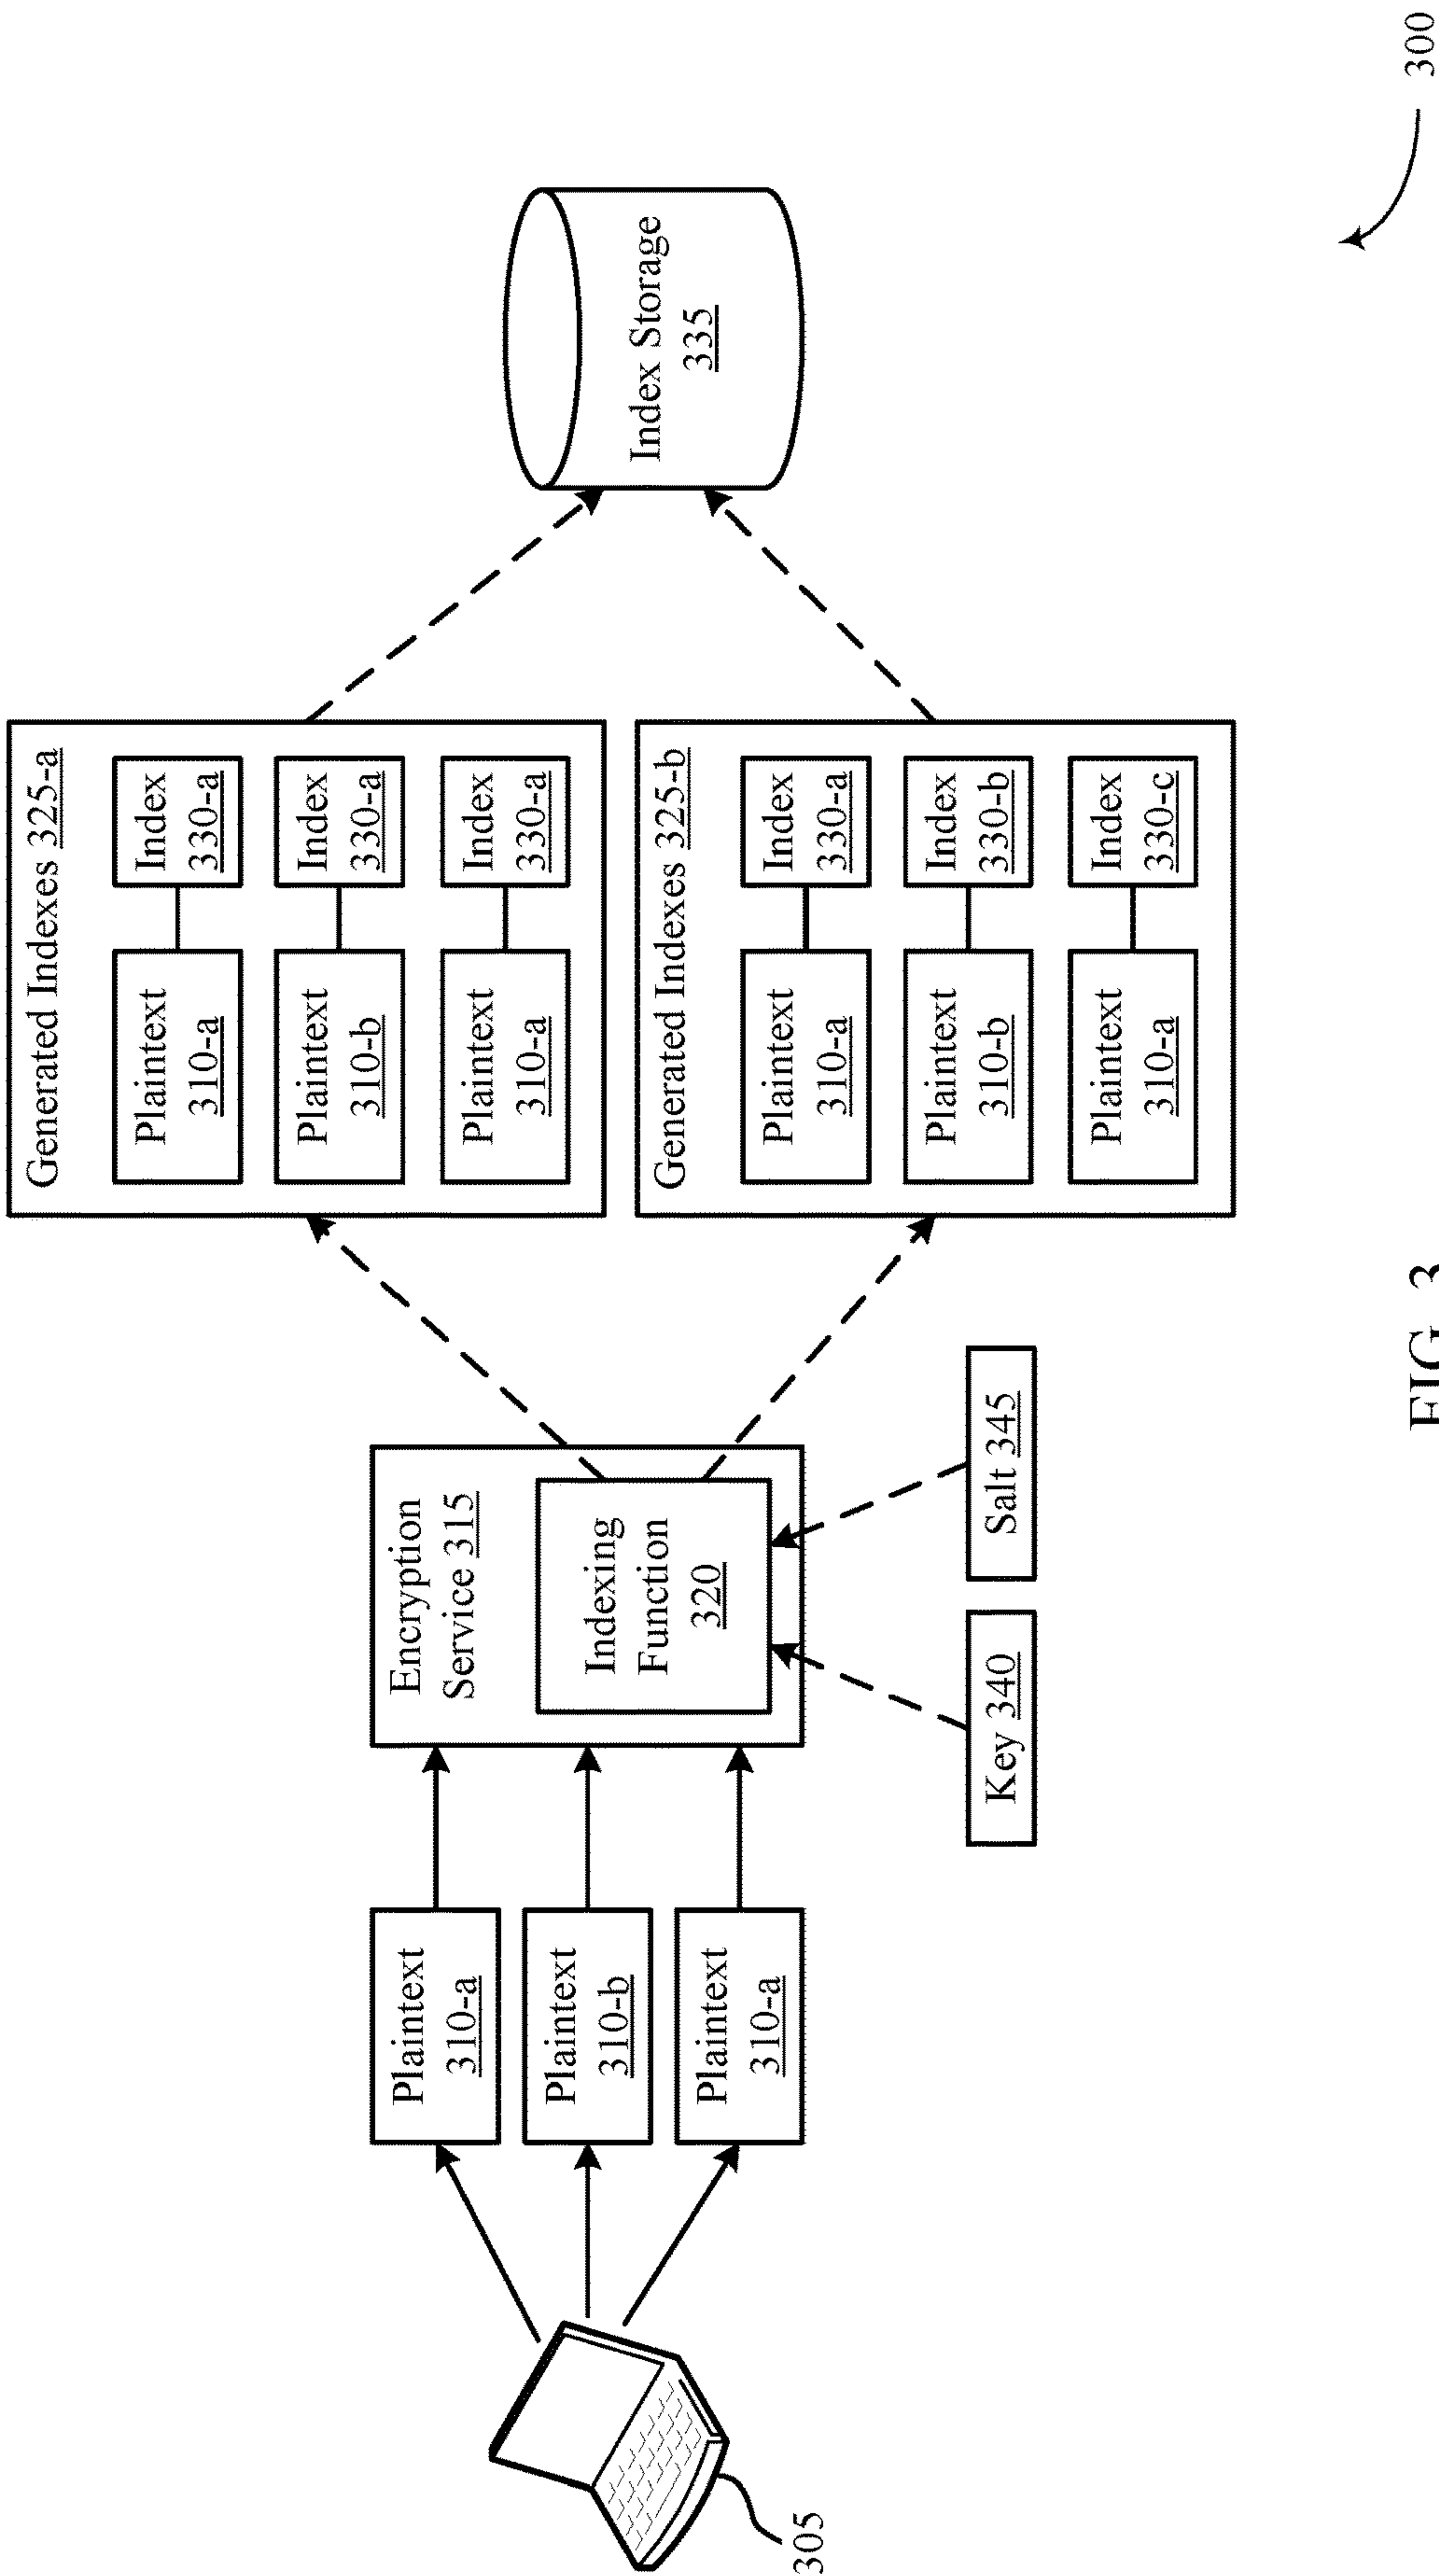 Generated Indexes 325-a
Plaintext
310-a
Index
330-a
Plaintext
310-b
Index
330-a
Plaintext
310-a
Index
330-a
Plaintext
310-a
Plaintext
310-b
Plaintext
310-a
Encryption
Service 315
Indexing
Function
320
Index Storage
335
Generated Indexes 325-b
Plaintext
310-a
Index
330-a
Plaintext
310-b
Index
330-b
Plaintext
310-a
Index
330-c
305
Key 340
Salt 345
FIG. 3
300